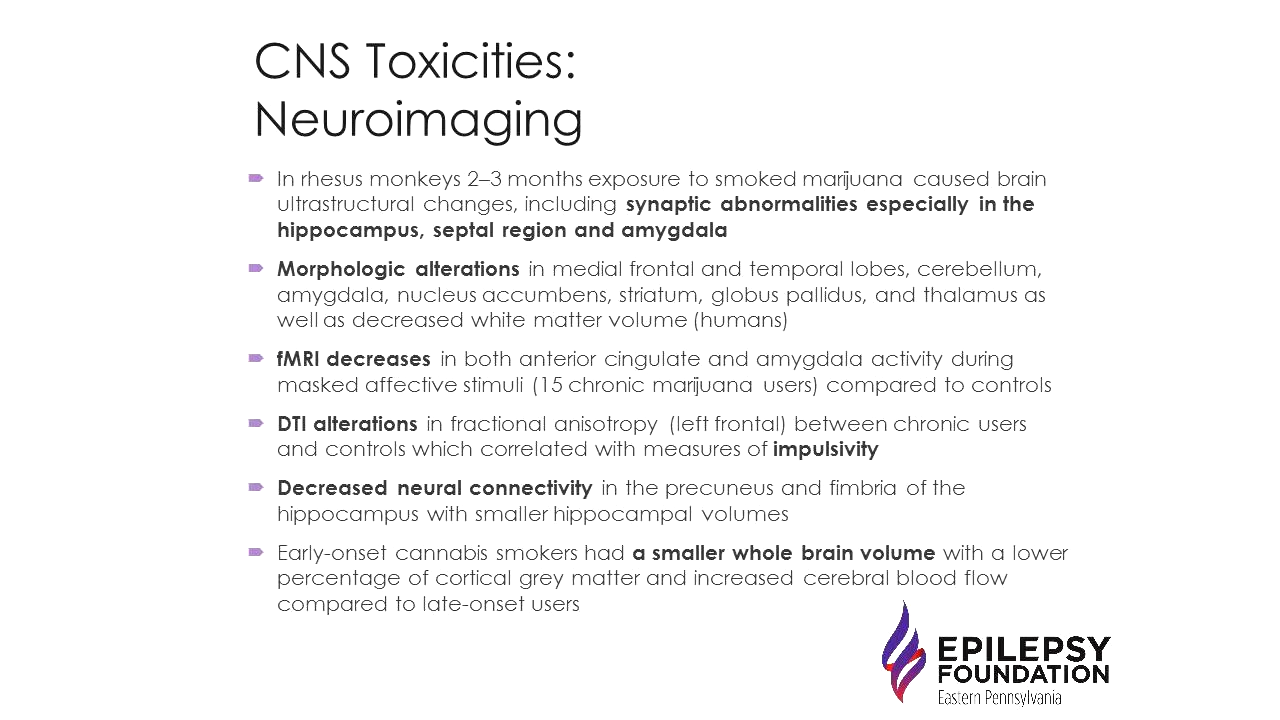 CNS Toxicities:
Neuroimaging
In rhesus monkeys 2–3 months exposure to smoked marijuana caused brain
ultrastructural changes, including synaptic abnormalities especially in the
hippocampus, septal region and amygdala
Morphologic alterations in medial frontal and temporal lobes, cerebellum,
amygdala, nucleus accumbens, striatum, globus pallidus, and thalamus as
well as decreased white matter volume (humans)
fMRI decreases in both anterior cingulate and amygdala activity during
masked affective stimuli (15 chronic marijuana users) compared to controls
DTI alterations in fractional anisotropy (left frontal) between chronic users
and controls which correlated with measures of impulsivity
Decreased neural connectivity in the precuneus and fimbria of the
hippocampus with smaller hippocampal volumes
Early-onset cannabis smokers had a smaller whole brain volume with a lower
percentage of cortical grey matter and increased cerebral blood flow
compared to late-onset users
EPILEPSY
FOUNDATION
Eastern Pennsylvania